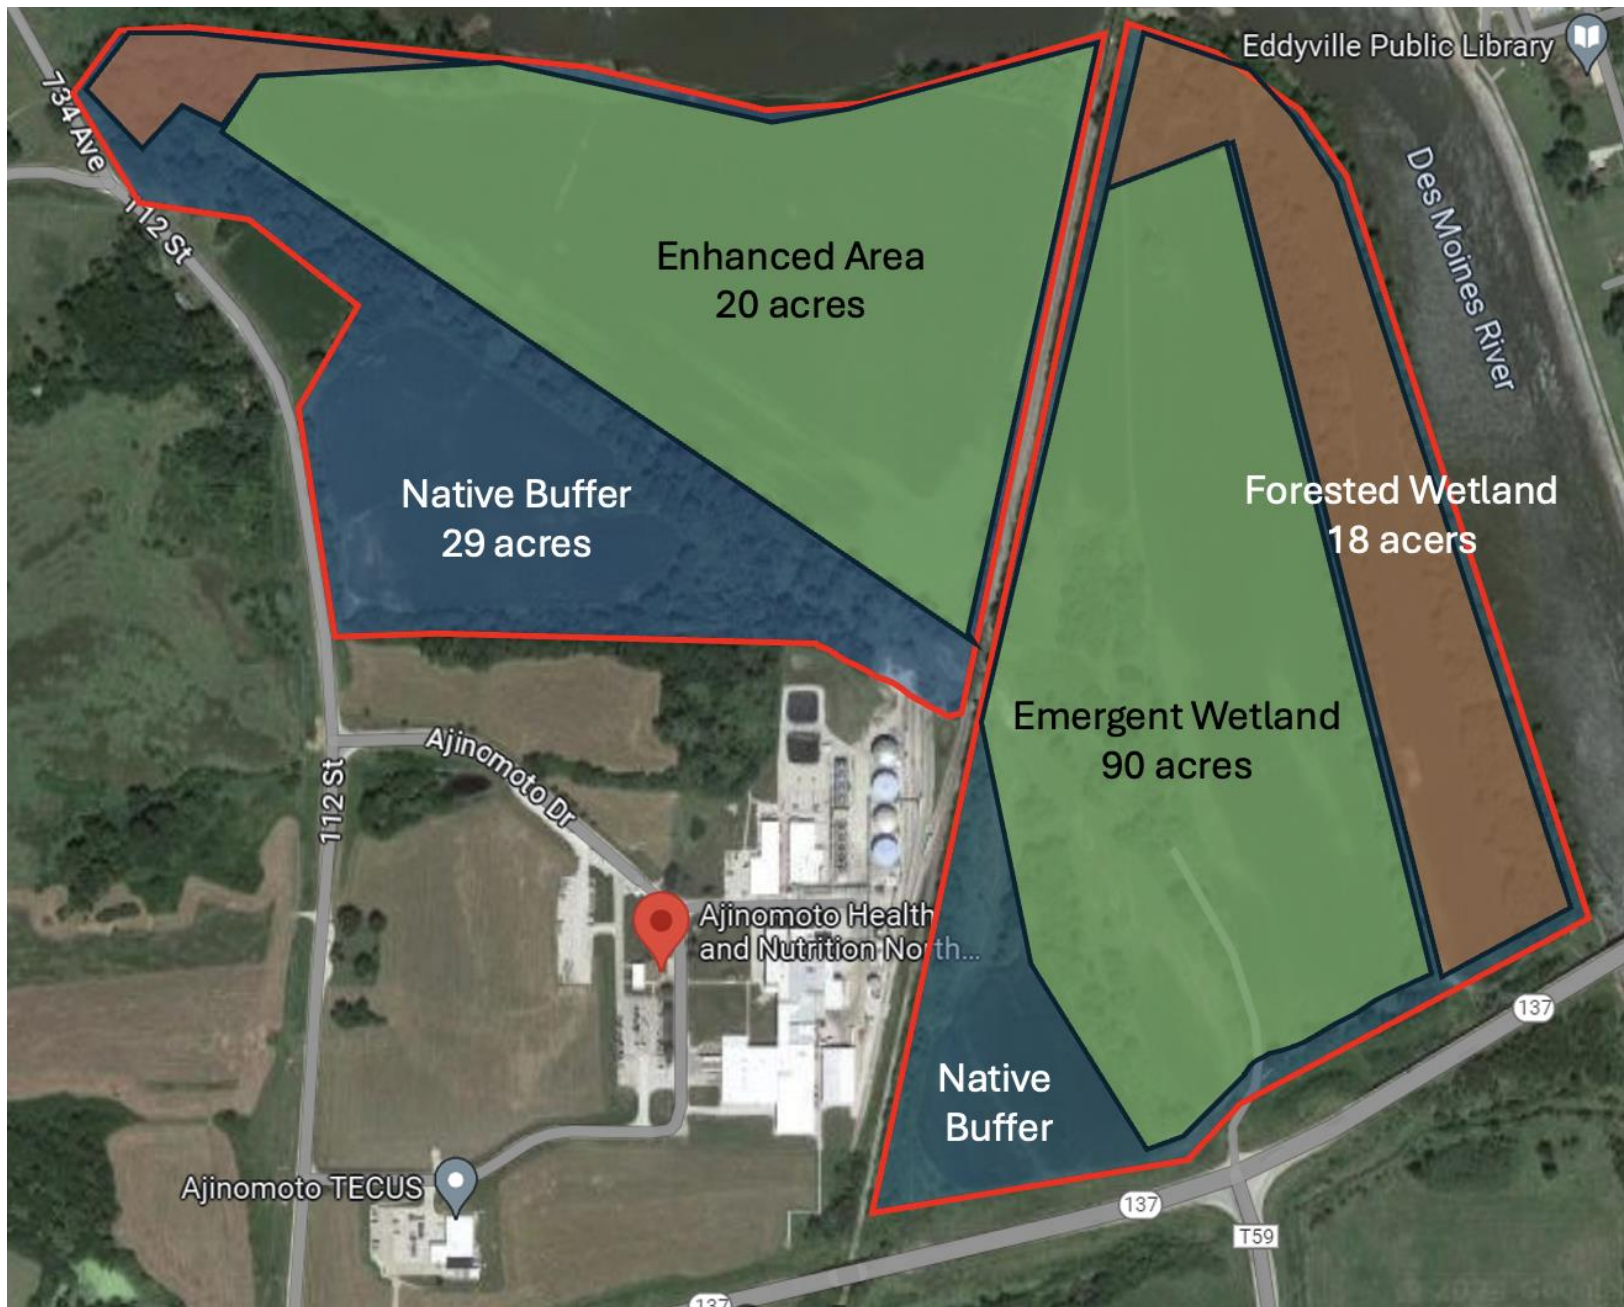 Eddyville Public Library
734 Ave
112 St
Des Moines River
Enhanced Area
20 acres
Native Buffer
29 acres
Forested Wetland
18 acers
Emergent Wetland
90 acres
Ajinomoto Dr
112 St
Ajinomoto Health
and Nutrition North...
137
Native
Buffer
Ajinomoto TECUS
137
T59
137